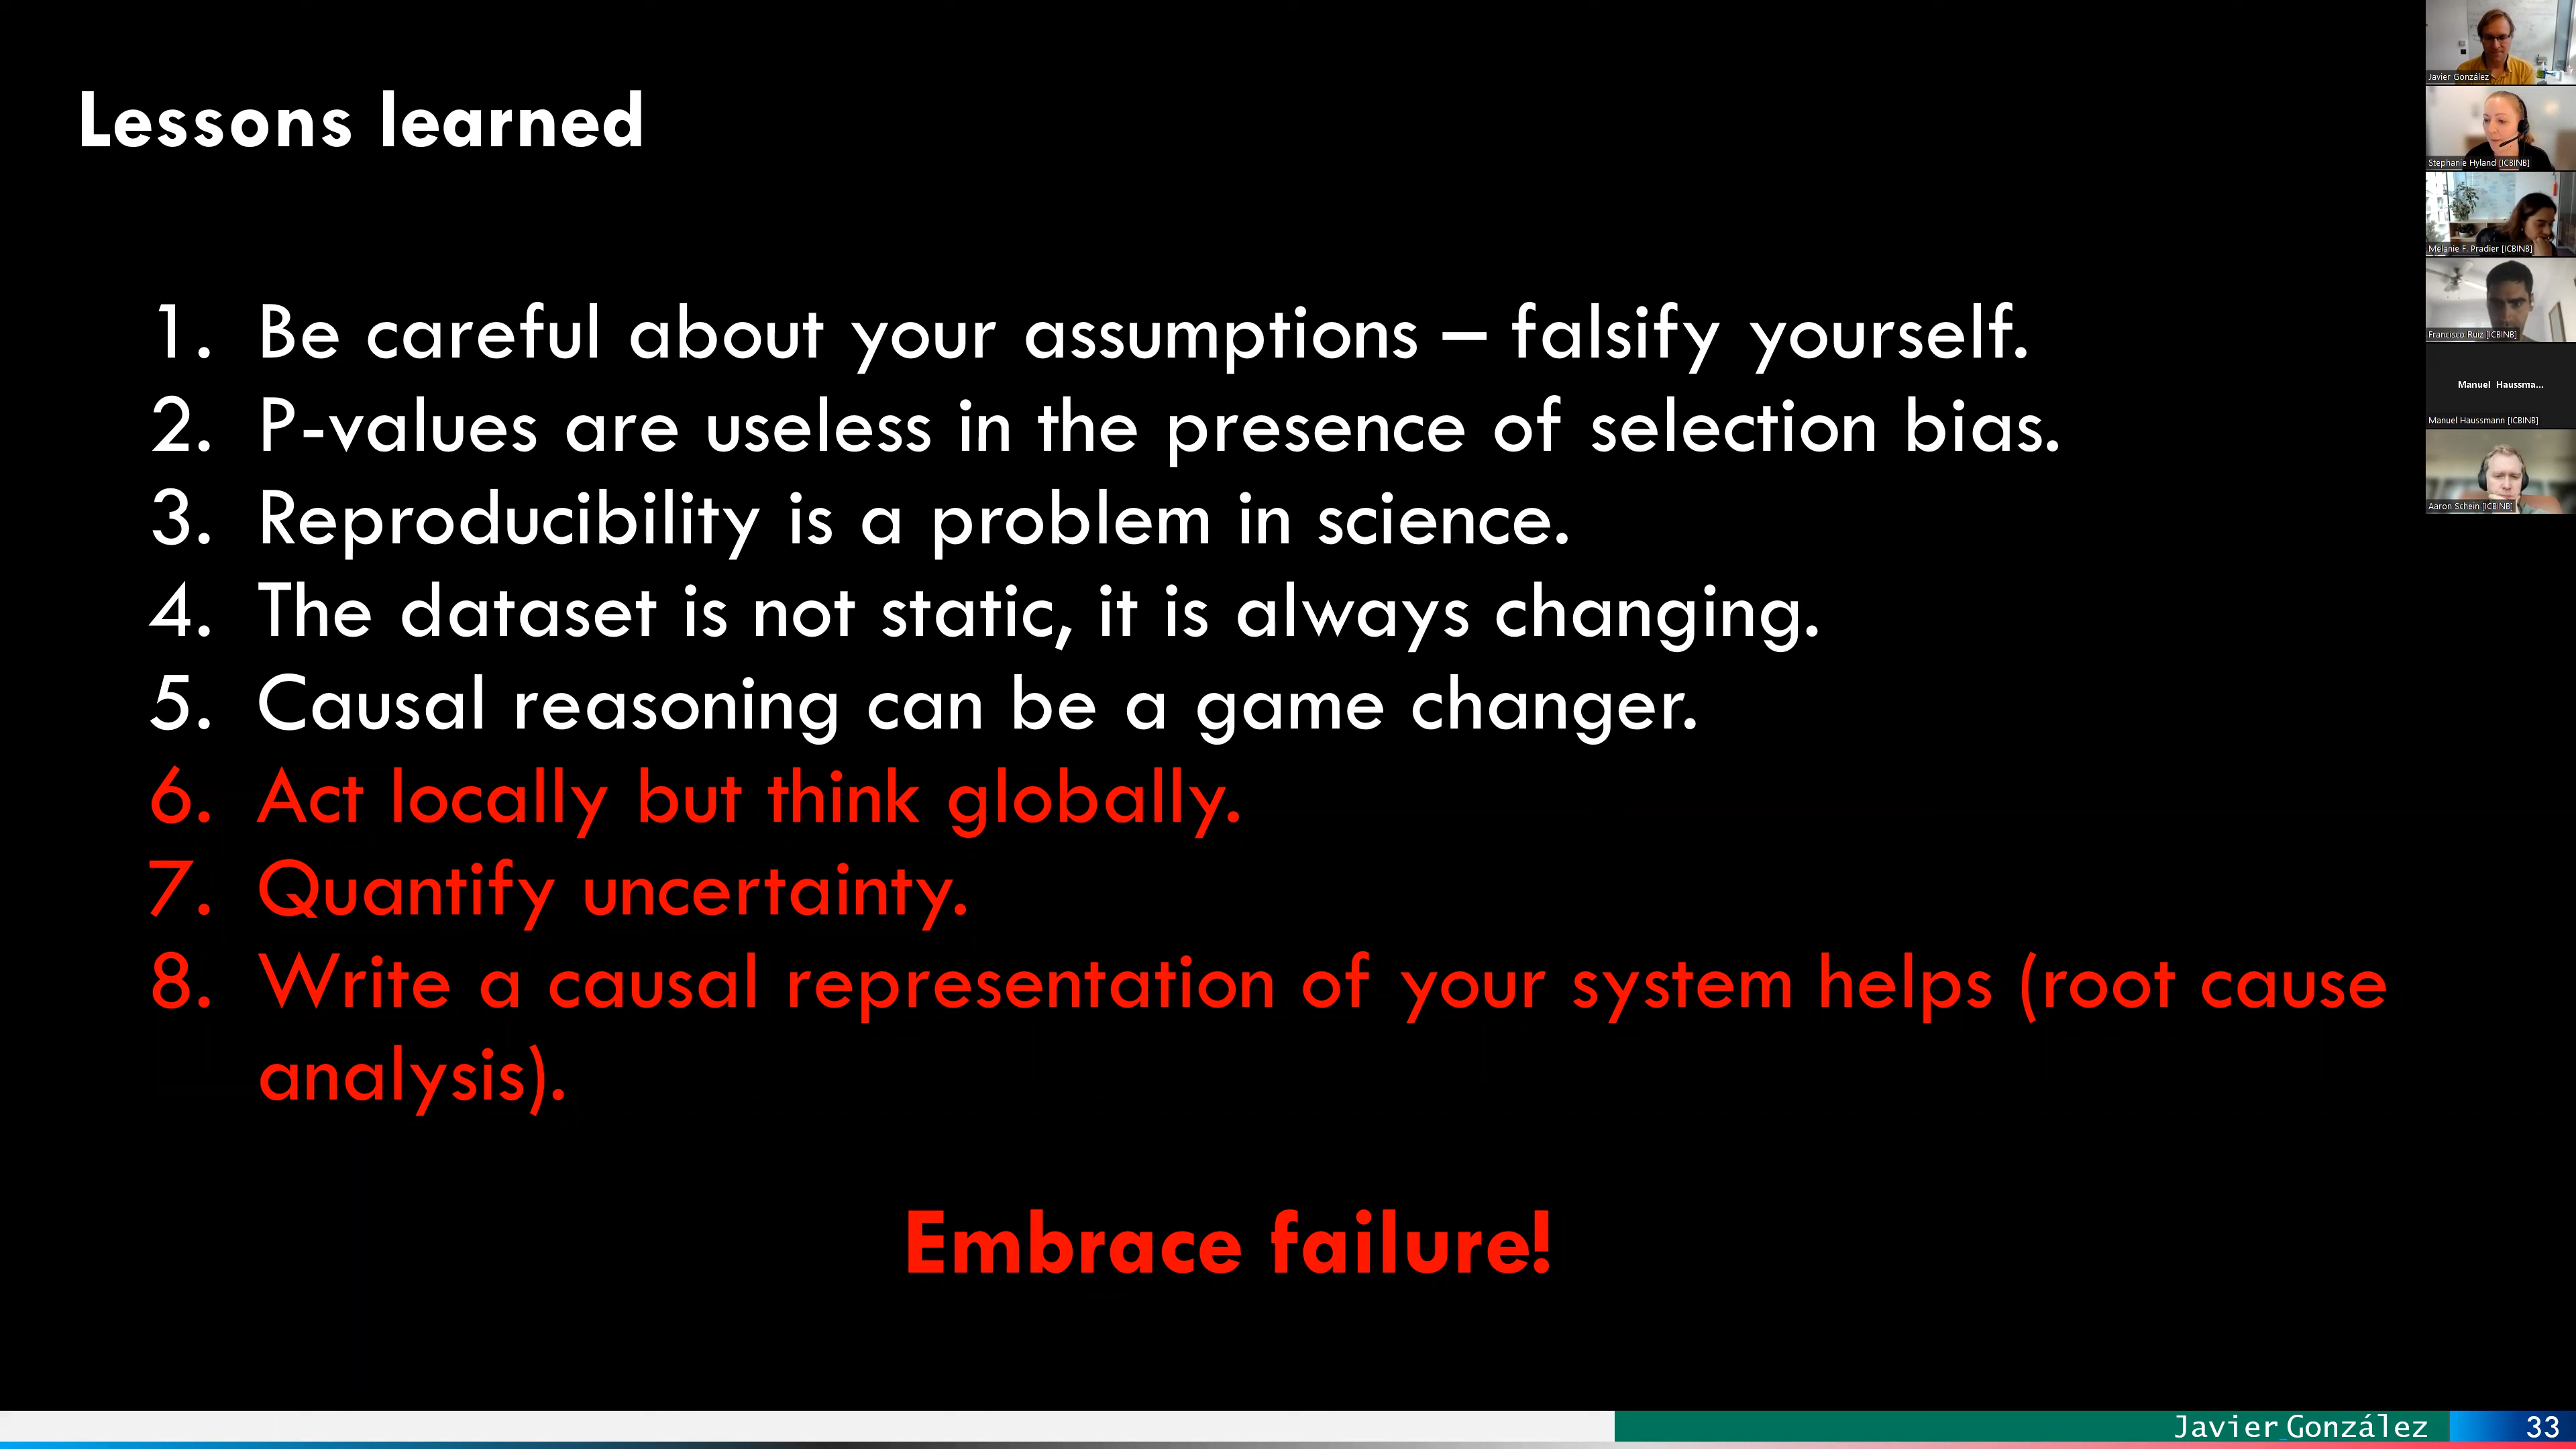 Lessons learned
1. Be careful about your assumptions – falsify yourself.
2. P-values are useless in the presence of selection bias.
3. Reproducibility is a problem in science.
4. The dataset is not static, it is always changing.
5. Causal reasoning can be a game changer.
6. Act locally but think globally.
7. Quantify uncertainty.
8. Write a causal representation of your system helps (root cause
analysis).
Embrace failure!
Javier González
33
Javier González
Stephanie Hyland [ICBINB]
Melanie F. Pradier [ICBINB]
Francisco Ruiz [ICBINB]
Manuel Haussma...
Manuel Haussmann [ICBINB]
Aaron Schein [ICBINB]